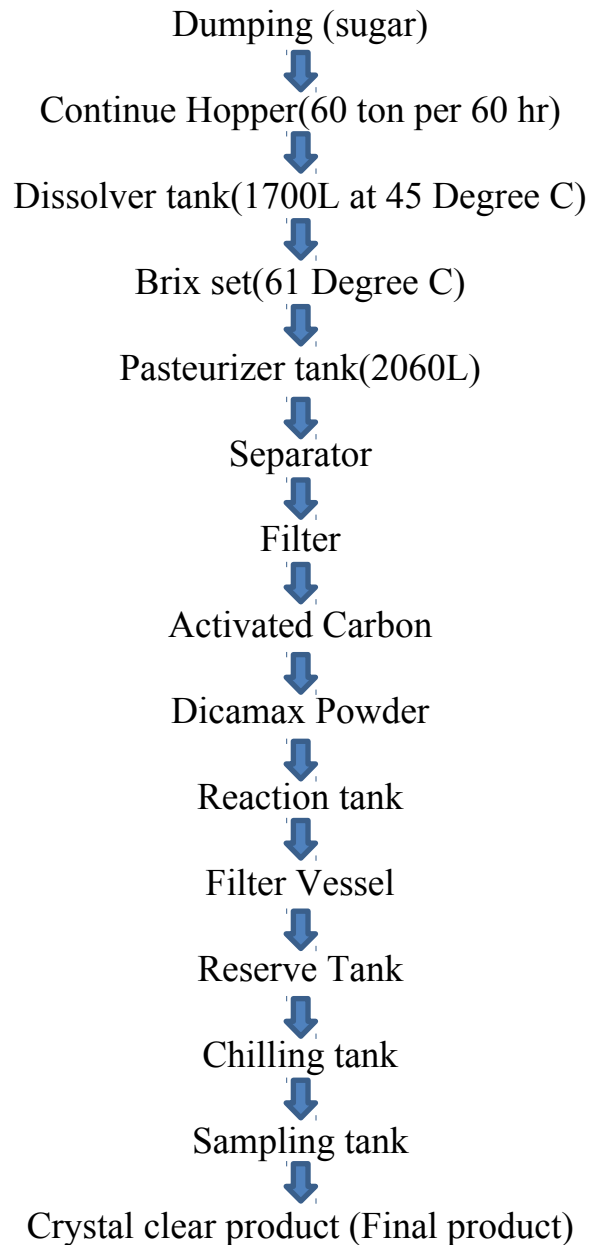 Dumping (sugar)
Continue Hopper(60 ton per 60 hr)
Dissolver tank(1700L at 45 Degree C)
Brix set(61 Degree C)
Pasteurizer tank(2060L)
Separator
Filter
Activated Carbon
Dicamax Powder
Reaction tank
Filter Vessel
Reserve Tank
Chilling tank
Sampling tank
Crystal clear product (Final product)